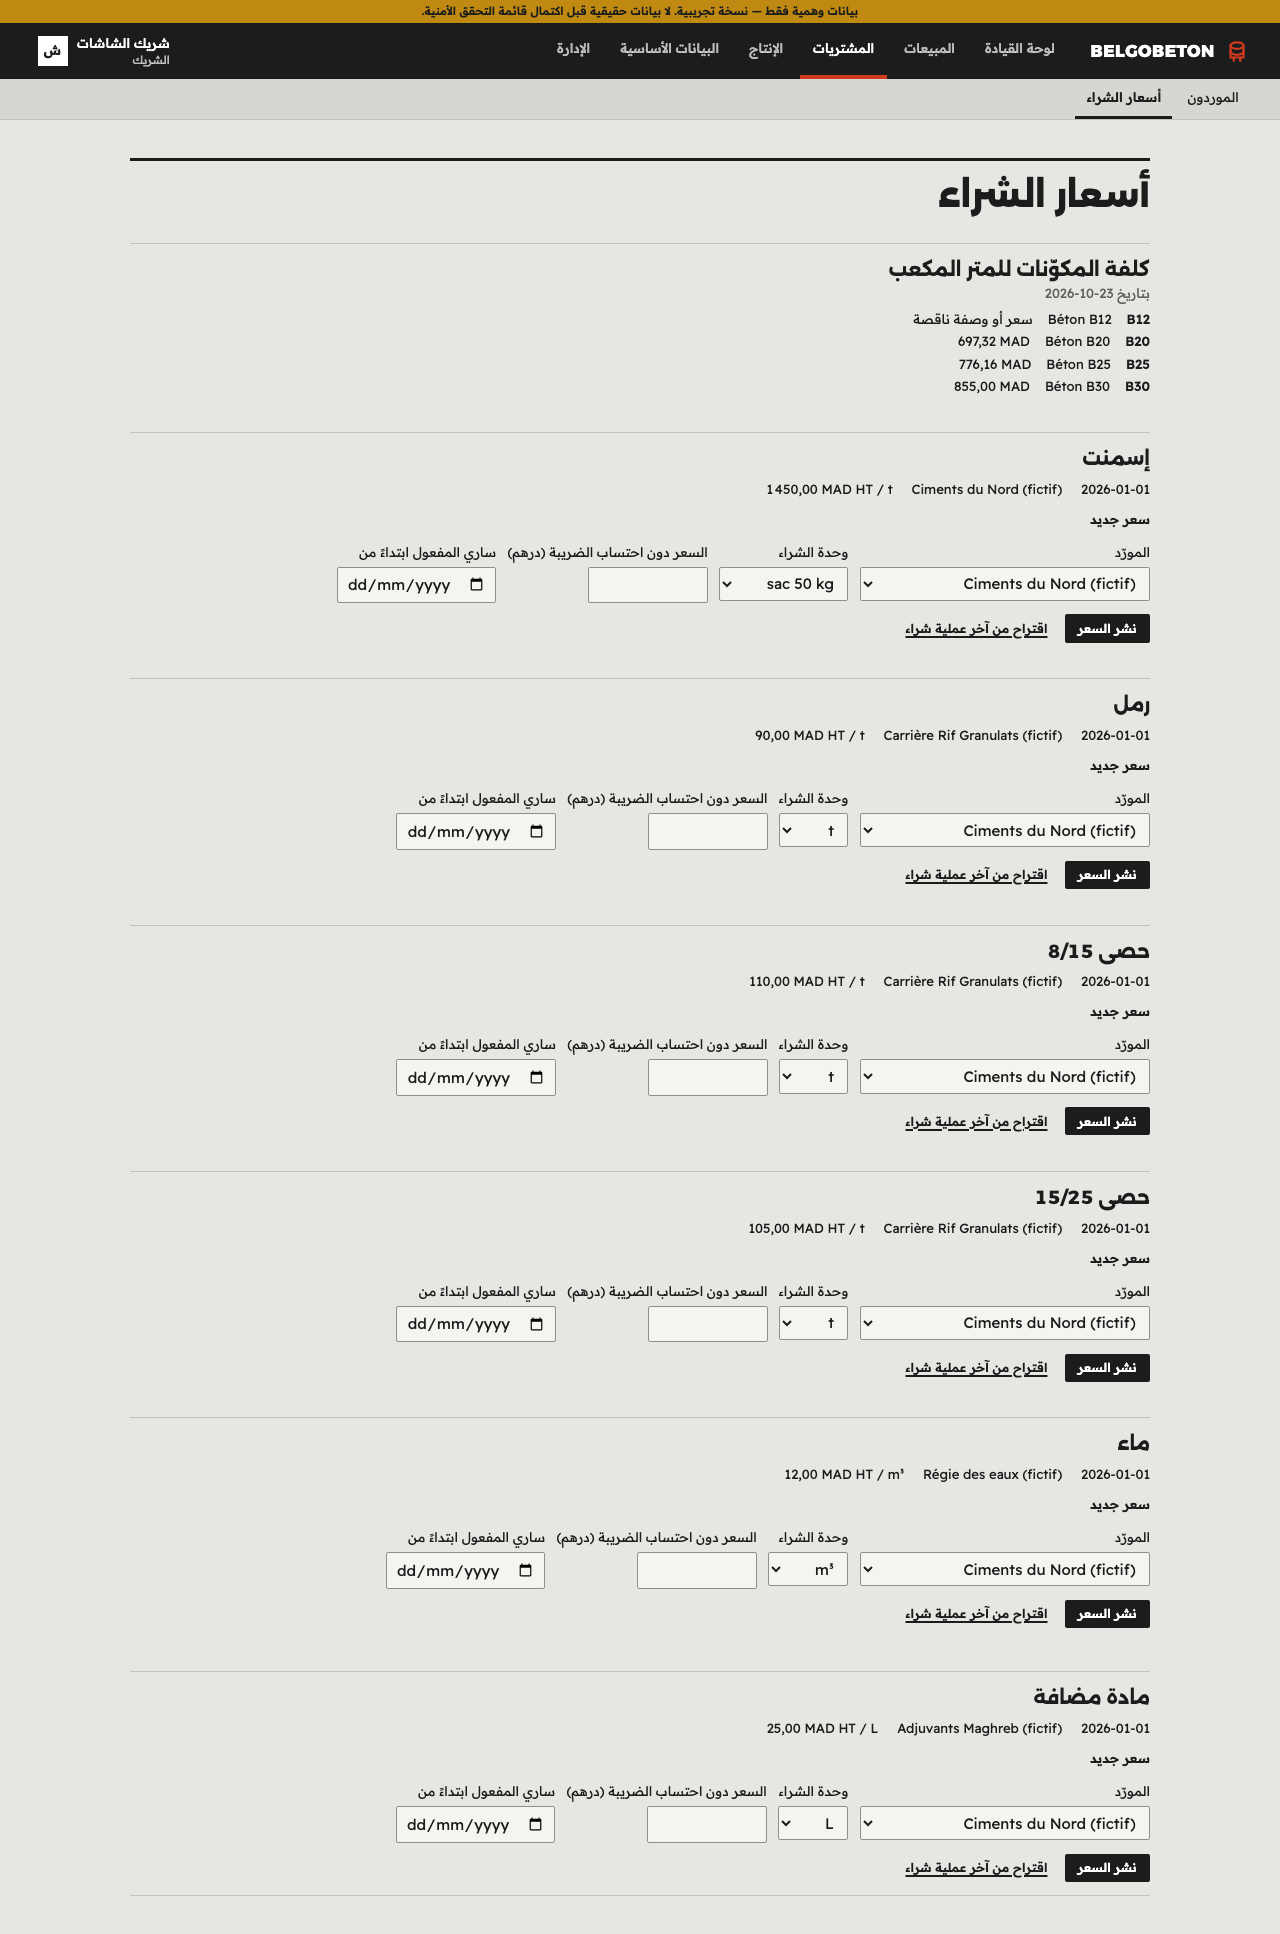 بيانات وهمية فقط — نسخة تجريبية. لا بيانات حقيقية قبل اكتمال قائمة التحقق الأمنية.
BELGOBETON لوحة القيادة المبيعات المشتريات الإنتاج البيانات الأساسية الإدارة شريك الشاشات ش
الشريك
الموردون أسعار الشراء
أسعار الشراء
كلفة المكوّنات للمتر المكعب
بتاريخ 2026-10-23
B12 Béton B12 سعر أو وصفة ناقصة
B20 Béton B20 697,32 MAD
B25 Béton B25 776,16 MAD
B30 Béton B30 855,00 MAD
إسمنت
2026-01-01 Ciments du Nord (fictif) 1 450,00 MAD HT / t
سعر جديد
المورّد وحدة الشراء السعر دون احتساب الضريبة (درهم) ساري المفعول ابتداءً من
Ciments du Nord (fictif) sac 50 kg dd/mm/yyyy
نشر السعر اقتراح من آخر عملية شراء
رمل
2026-01-01 Carrière Rif Granulats (fictif) 90,00 MAD HT / t
سعر جديد
المورّد وحدة الشراء السعر دون احتساب الضريبة (درهم) ساري المفعول ابتداءً من
Ciments du Nord (fictif) t dd/mm/yyyy
نشر السعر اقتراح من آخر عملية شراء
حصى 8/15
2026-01-01 Carrière Rif Granulats (fictif) 110,00 MAD HT / t
سعر جديد
المورّد وحدة الشراء السعر دون احتساب الضريبة (درهم) ساري المفعول ابتداءً من
Ciments du Nord (fictif) t dd/mm/yyyy
نشر السعر اقتراح من آخر عملية شراء
حصى 15/25
2026-01-01 Carrière Rif Granulats (fictif) 105,00 MAD HT / t
سعر جديد
المورّد وحدة الشراء السعر دون احتساب الضريبة (درهم) ساري المفعول ابتداءً من
Ciments du Nord (fictif) t dd/mm/yyyy
نشر السعر اقتراح من آخر عملية شراء
ماء
2026-01-01 Régie des eaux (fictif) 12,00 MAD HT / m³
سعر جديد
المورّد وحدة الشراء السعر دون احتساب الضريبة (درهم) ساري المفعول ابتداءً من
Ciments du Nord (fictif) m³ dd/mm/yyyy
نشر السعر اقتراح من آخر عملية شراء
مادة مضافة
2026-01-01 Adjuvants Maghreb (fictif) 25,00 MAD HT / L
سعر جديد
المورّد وحدة الشراء السعر دون احتساب الضريبة (درهم) ساري المفعول ابتداءً من
Ciments du Nord (fictif) L dd/mm/yyyy
نشر السعر اقتراح من آخر عملية شراء